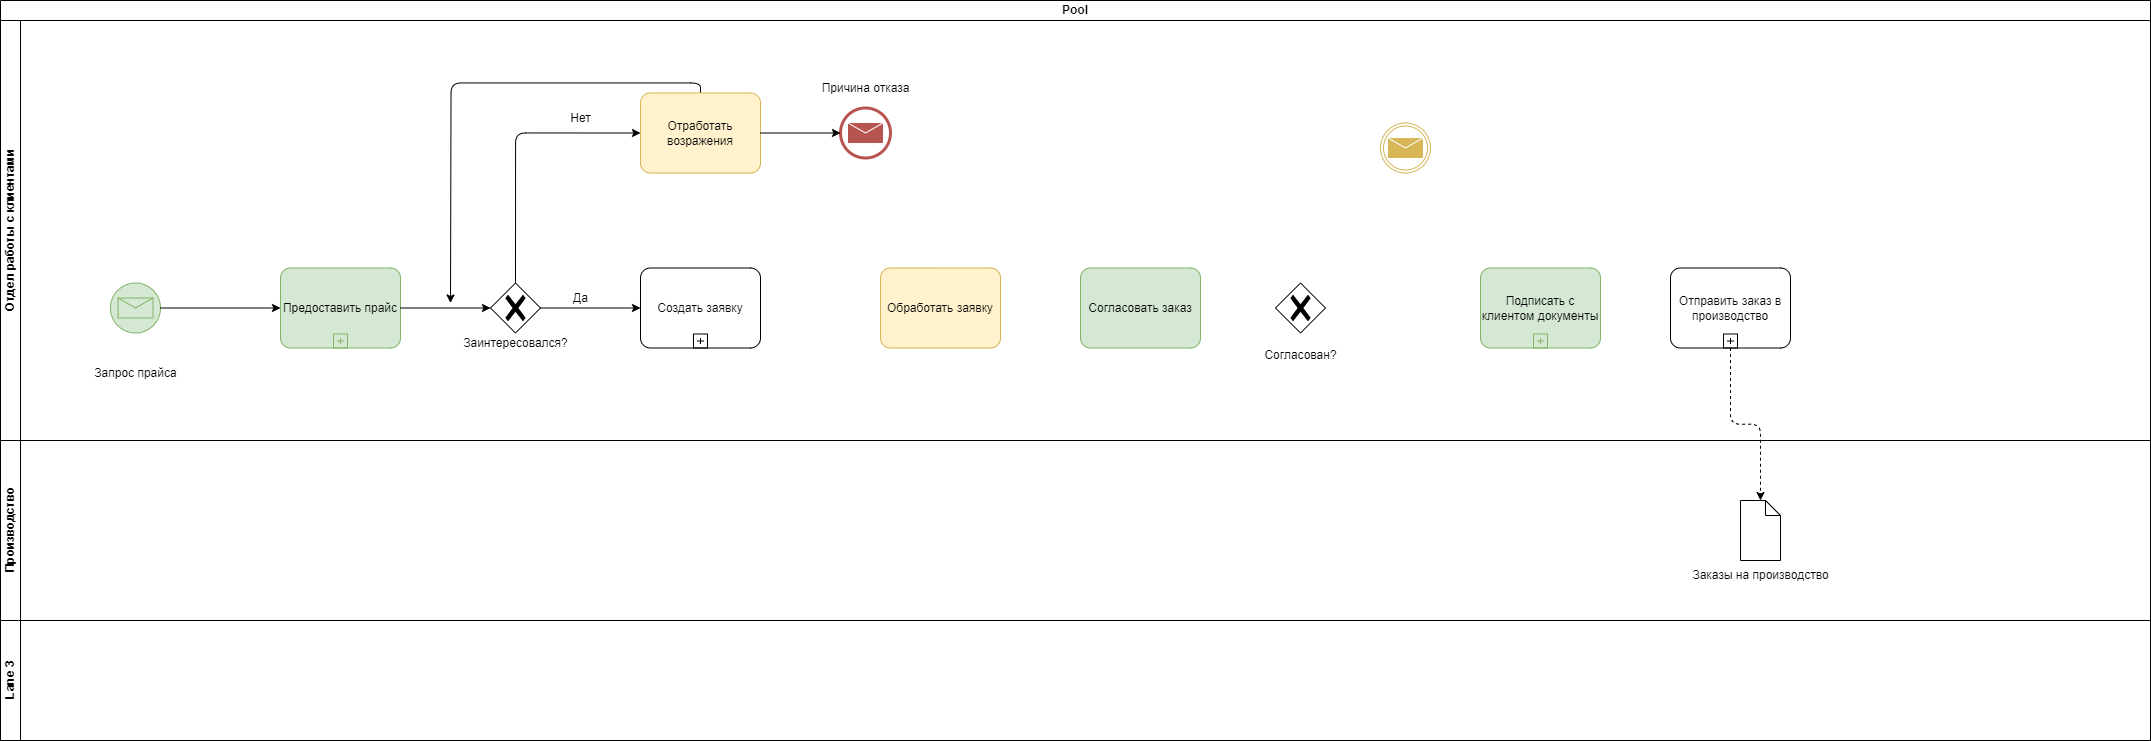 Pool
Отдел работы с клиентами
Причина отказа
Нет
Отработать
возражения
Предоставить прайс
Да
Создать заявку
Обработать заявку
Согласовать заказ
Подписать с
клиентом документы
Отправить заказ в
производство
Заинтересовался?
Согласован?
Запрос прайса
Производство
Заказы на производство
Lane 3